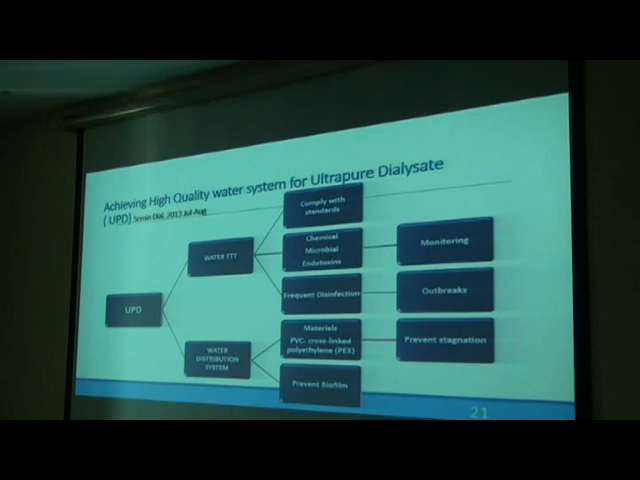 Achieving High Quality water system for Ultrapure Dialysate
( UPD) Semin Dial. 2013 Jul-Aug
Comply with
standards
WATER TTT
Chemical
Microbial
Endotoxins
Monitoring
Frequent Disinfection
Outbreaks
UPD
WATER
DISTRIBUTION
SYSTEM
Materials
PVC- cross-linked
polyethylene (PEX)
Prevent stagnation
Prevent Biofilm
21